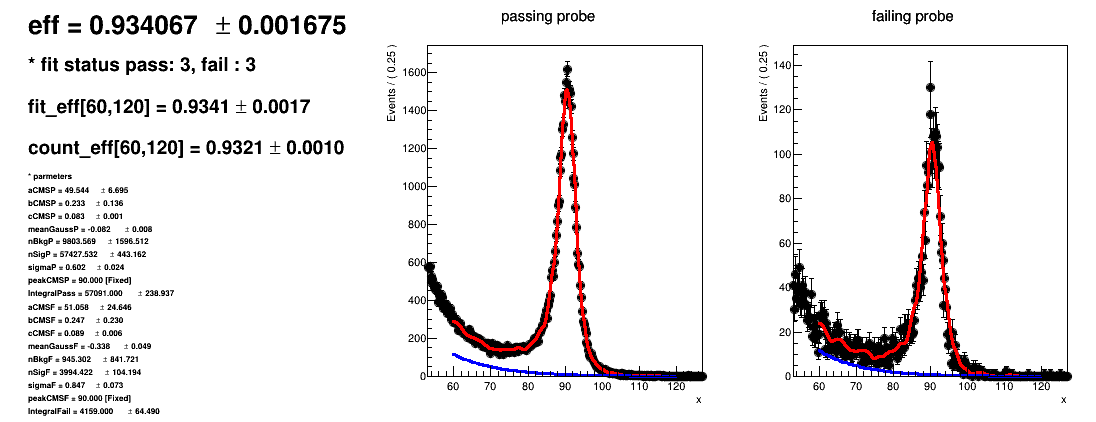 eff = 0.934067 ± 0.001675
* fit status pass: 3, fail : 3
fit_eff[60,120] = 0.9341 ± 0.0017
count_eff[60,120] = 0.9321 ± 0.0010
* parmeters
aCMSP = 49.544 ± 6.695
bCMSP = 0.233 ± 0.136
cCMSP = 0.083 ± 0.001
meanGaussP = -0.082 ± 0.008
nBkgP = 9803.569 ± 1596.512
nSigP = 57427.532 ± 443.162
sigmaP = 0.602 ± 0.024
peakCMSP = 90.000 [Fixed]
IntegralPass = 57091.000 ± 238.937
aCMSF = 51.058 ± 24.646
bCMSF = 0.247 ± 0.230
cCMSF = 0.089 ± 0.006
meanGaussF = -0.338 ± 0.049
nBkgF = 945.302 ± 841.721
nSigF = 3994.422 ± 104.194
sigmaF = 0.847 ± 0.073
peakCMSF = 90.000 [Fixed]
IntegralFail = 4159.000 ± 64.490
passing probe
Events / ( 0.25 )
1600
1400
1200
1000
800
600
400
200
0
60 70 80 90 100 110 120
x
failing probe
Events / ( 0.25 )
140
120
100
80
60
40
20
0
60 70 80 90 100 110 120
x